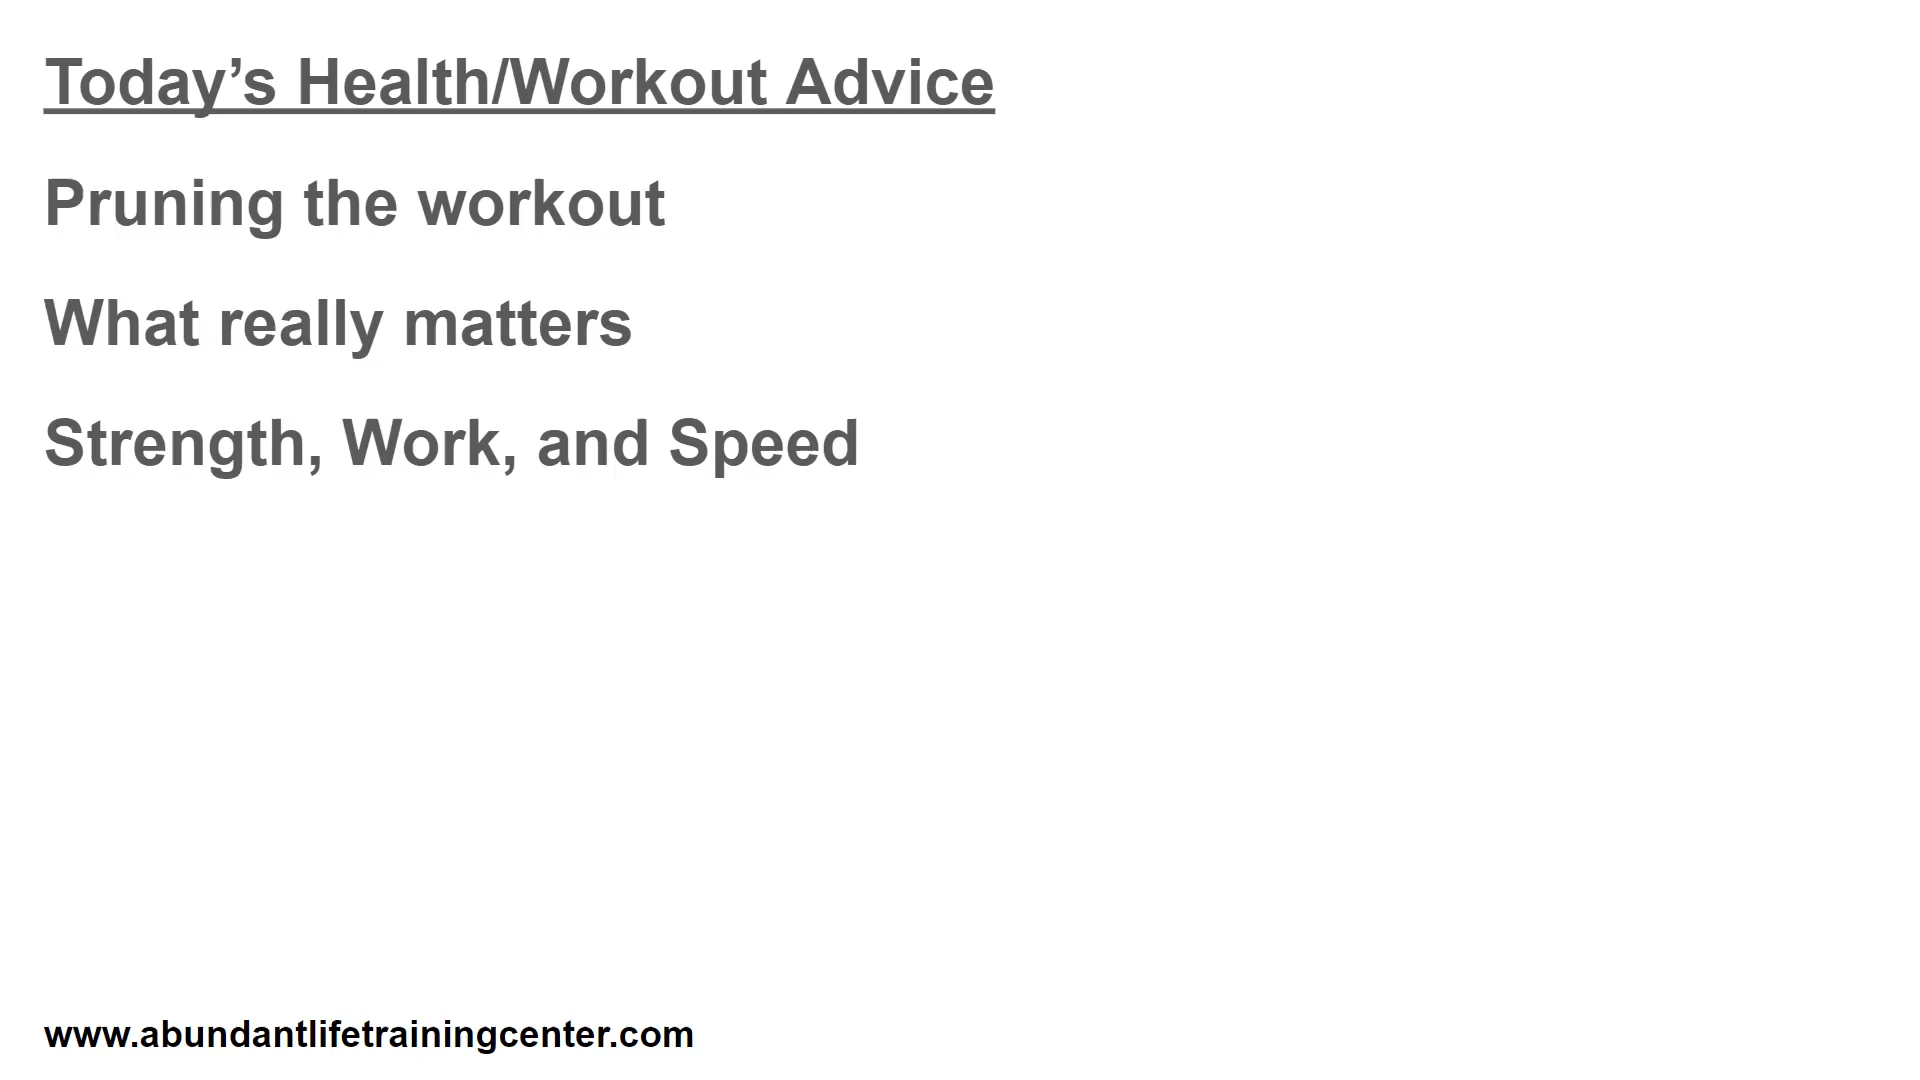 Today’s Health/Workout Advice
Pruning the workout
What really matters
Strength, Work, and Speed
www.abundantlifetrainingcenter.com